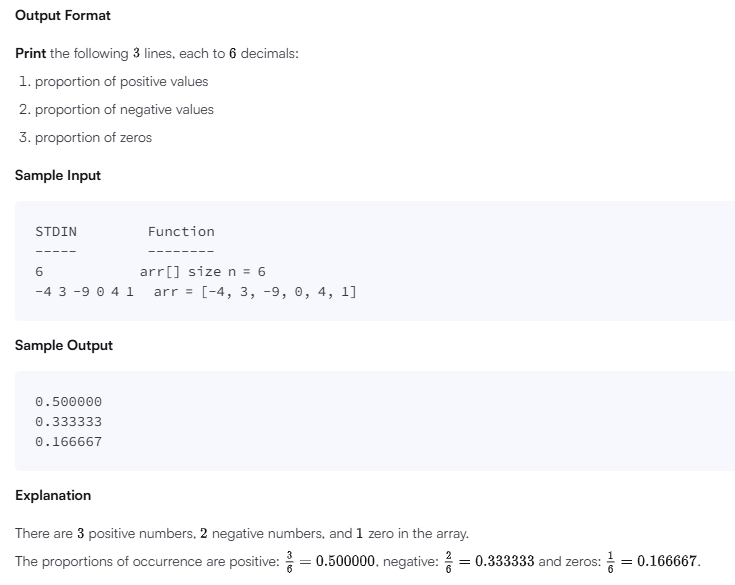 Output Format
Print the following 3 lines, each to 6 decimals:
1. proportion of positive values
2. proportion of negative values
3. proportion of zeros
Sample Input
STDIN         Function
-----         --------
6            arr[] size n = 6
-4 3 -9 0 4 1  arr = [-4, 3, -9, 0, 4, 1]
Sample Output
0.500000
0.333333
0.166667
Explanation
There are 3 positive numbers, 2 negative numbers, and 1 zero in the array.
The proportions of occurrence are positive: 3/6 = 0.500000, negative: 2/6 = 0.333333 and zeros: 1/6 = 0.166667.